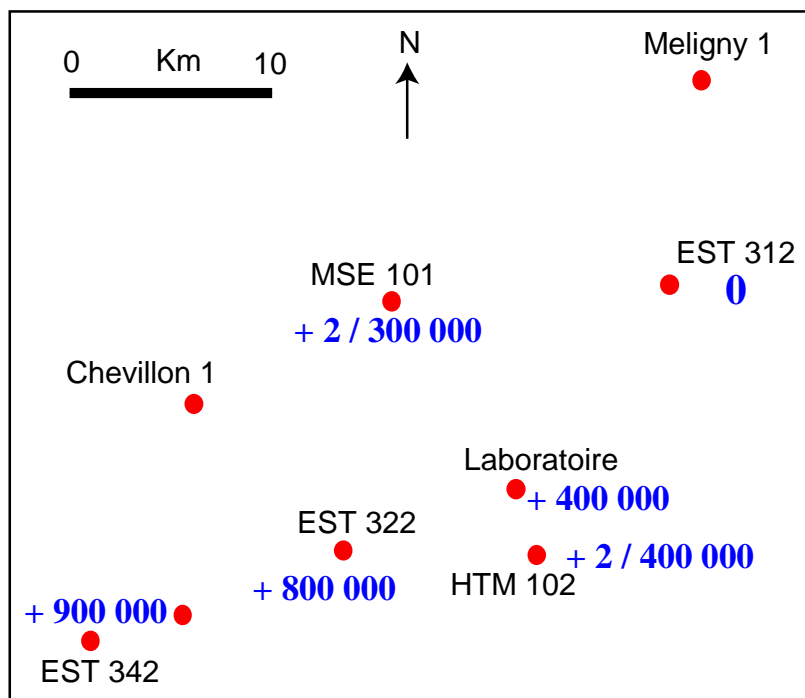 0 Km 10
N
Meligny 1
EST 312
0
MSE 101
+ 2 / 300 000
Chevillon 1
Laboratoire
+ 400 000
EST 322
+ 2 / 400 000
HTM 102
+ 800 000
+ 900 000
EST 342